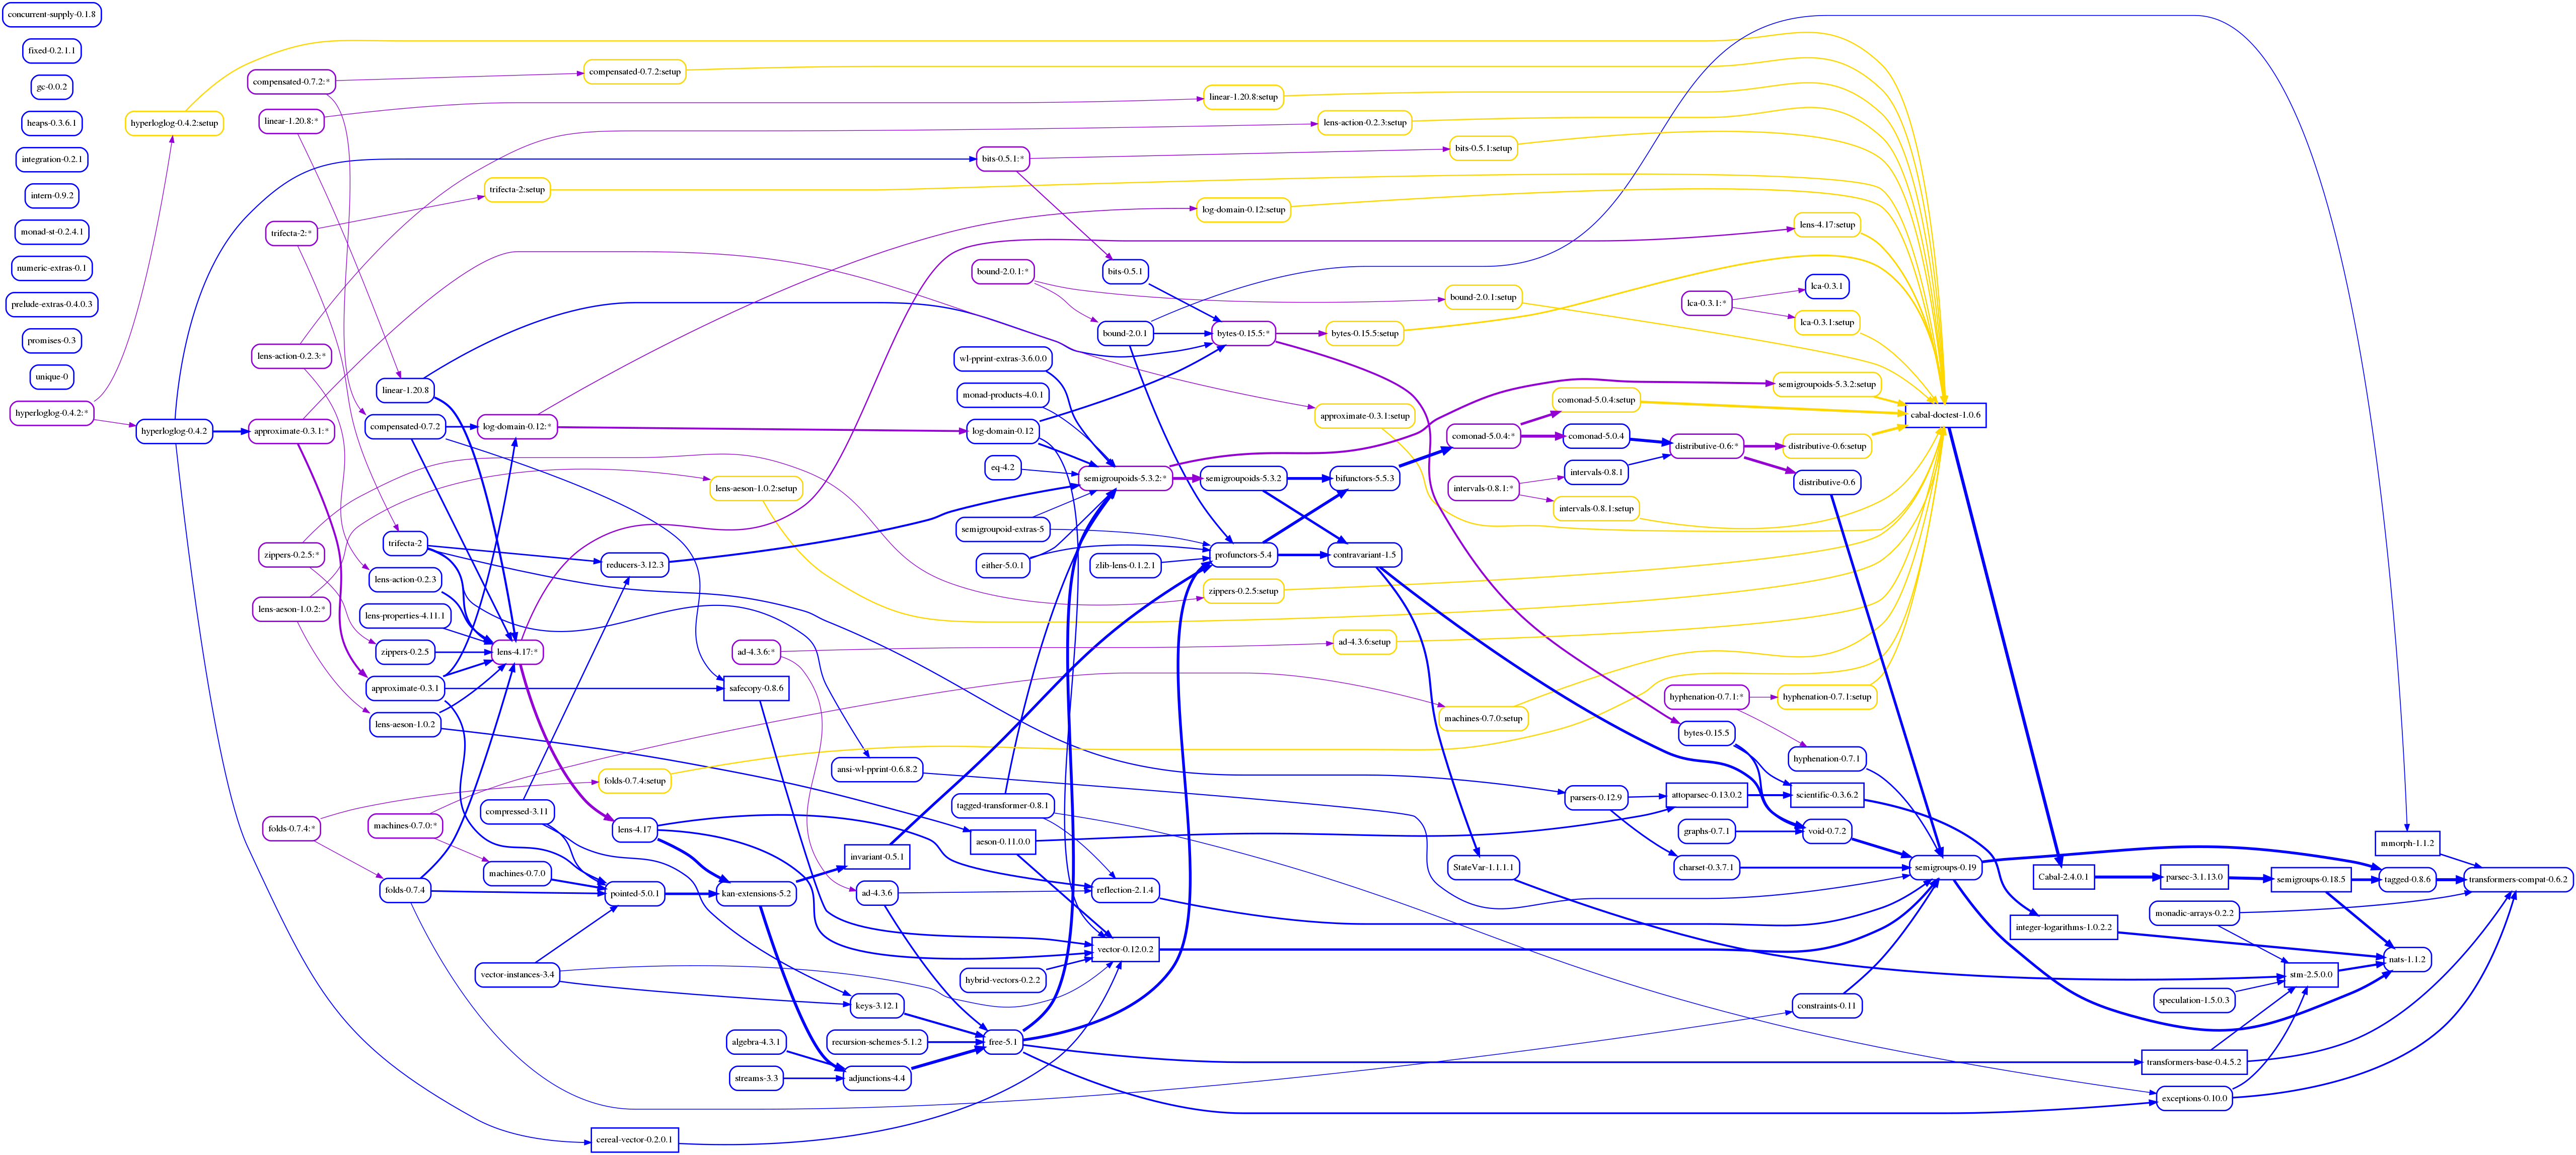 concurrent-supply-0.1.8
fixed-0.2.1.1
gc-0.0.2
heaps-0.3.6.1
integration-0.2.1
intern-0.9.2
monad-st-0.2.4.1
numeric-extras-0.1
prelude-extras-0.4.0.3
promises-0.3
unique-0
hyperloglog-0.4.2:*
hyperloglog-0.4.2:setup
hyperloglog-0.4.2
compensated-0.7.2:*
linear-1.20.8:*
trifecta-2:*
lens-action-0.2.3:*
approximate-0.3.1:*
zippers-0.2.5:*
lens-aeson-1.0.2:*
folds-0.7.4:*
linear-1.20.8
compensated-0.7.2
trifecta-2
lens-action-0.2.3
lens-properties-4.11.1
zippers-0.2.5
approximate-0.3.1
lens-aeson-1.0.2
machines-0.7.0:*
folds-0.7.4
trifecta-2:setup
log-domain-0.12:*
lens-4.17:*
compressed-3.11
machines-0.7.0
vector-instances-3.4
compensated-0.7.2:setup
reducers-3.12.3
folds-0.7.4:setup
lens-4.17
pointed-5.0.1
cereal-vector-0.2.0.1
lens-aeson-1.0.2:setup
ad-4.3.6:*
safecopy-0.8.6
kan-extensions-5.2
algebra-4.3.1
streams-3.3
ansi-wl-pprint-0.6.8.2
invariant-0.5.1
ad-4.3.6
keys-3.12.1
recursion-schemes-5.1.2
adjunctions-4.4
bits-0.5.1:*
bound-2.0.1:*
wl-pprint-extras-3.6.0.0
monad-products-4.0.1
log-domain-0.12
eq-4.2
semigroupoid-extras-5
either-5.0.1
tagged-transformer-0.8.1
aeson-0.11.0.0
hybrid-vectors-0.2.2
free-5.1
bits-0.5.1
bound-2.0.1
semigroupoids-5.3.2:*
zlib-lens-0.1.2.1
reflection-2.1.4
vector-0.12.0.2
linear-1.20.8:setup
log-domain-0.12:setup
bytes-0.15.5:*
semigroupoids-5.3.2
profunctors-5.4
zippers-0.2.5:setup
lens-action-0.2.3:setup
bytes-0.15.5:setup
approximate-0.3.1:setup
bifunctors-5.5.3
contravariant-1.5
ad-4.3.6:setup
bits-0.5.1:setup
bound-2.0.1:setup
comonad-5.0.4:*
intervals-0.8.1:*
machines-0.7.0:setup
StateVar-1.1.1.1
comonad-5.0.4:setup
comonad-5.0.4
intervals-0.8.1
intervals-0.8.1:setup
parsers-0.12.9
lca-0.3.1:*
distributive-0.6:*
hyphenation-0.7.1:*
bytes-0.15.5
attoparsec-0.13.0.2
graphs-0.7.1
charset-0.3.7.1
lens-4.17:setup
lca-0.3.1
lca-0.3.1:setup
semigroupoids-5.3.2:setup
distributive-0.6:setup
distributive-0.6
hyphenation-0.7.1:setup
hyphenation-0.7.1
scientific-0.3.6.2
void-0.7.2
constraints-0.11
cabal-doctest-1.0.6
semigroups-0.19
Cabal-2.4.0.1
integer-logarithms-1.0.2.2
parsec-3.1.13.0
monadic-arrays-0.2.2
speculation-1.5.0.3
transformers-base-0.4.5.2
exceptions-0.10.0
semigroups-0.18.5
stm-2.5.0.0
mmorph-1.1.2
tagged-0.8.6
nats-1.1.2
transformers-compat-0.6.2